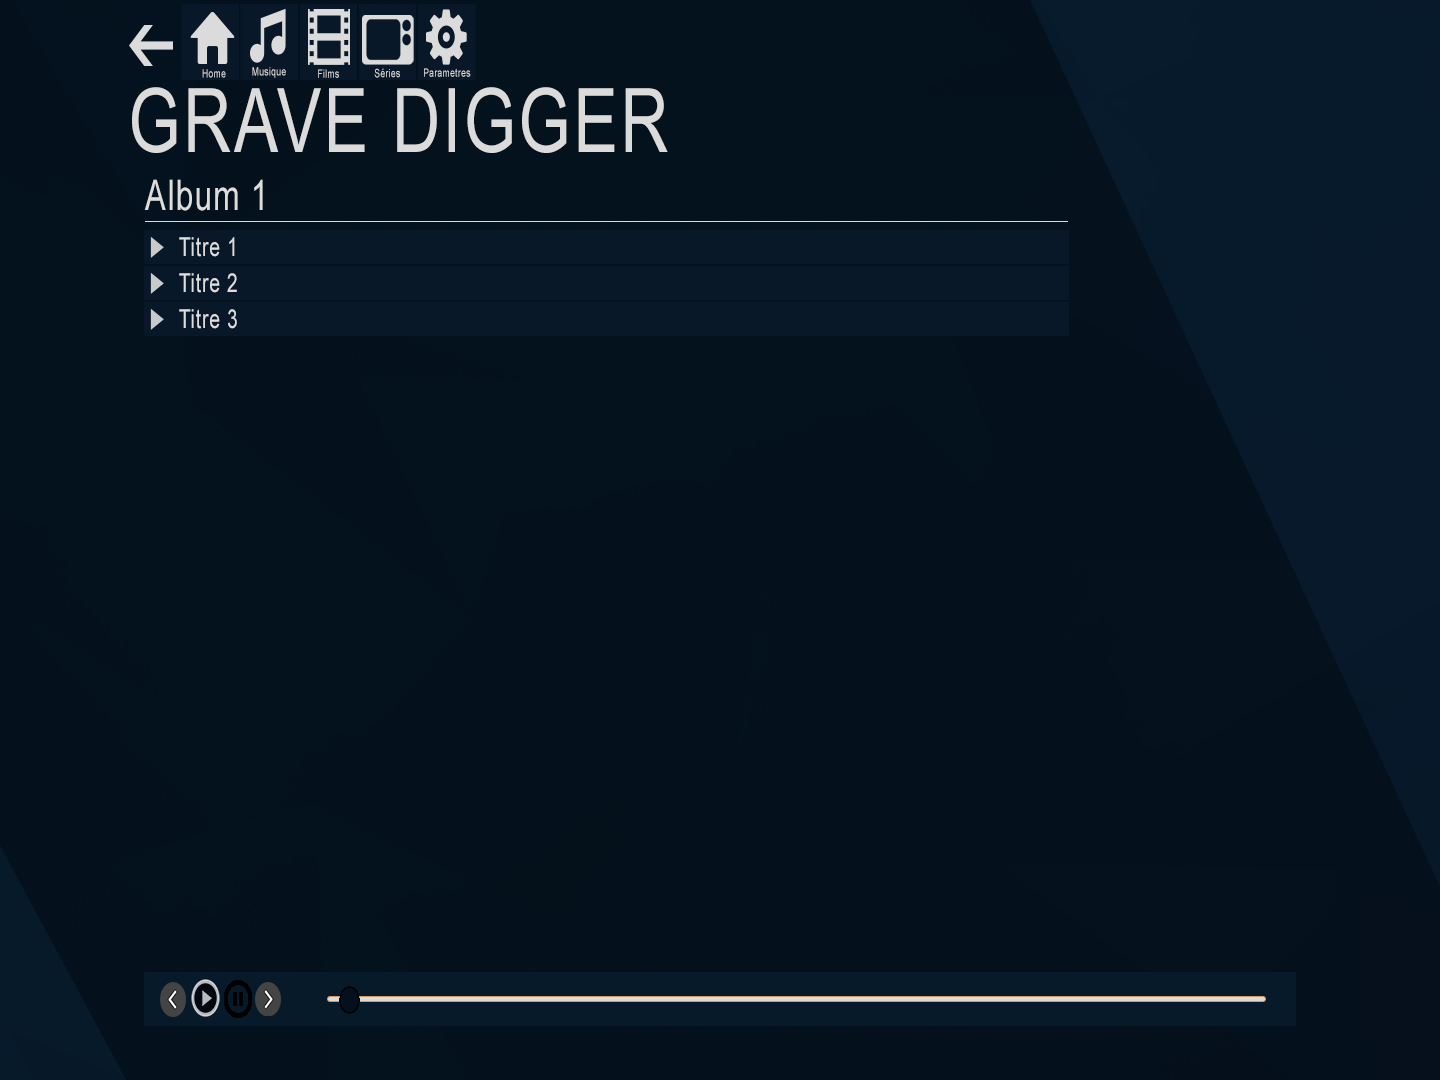 Home Musique Films Séries Parametres
GRAVE DIGGER
Album 1
Titre 1
Titre 2
Titre 3